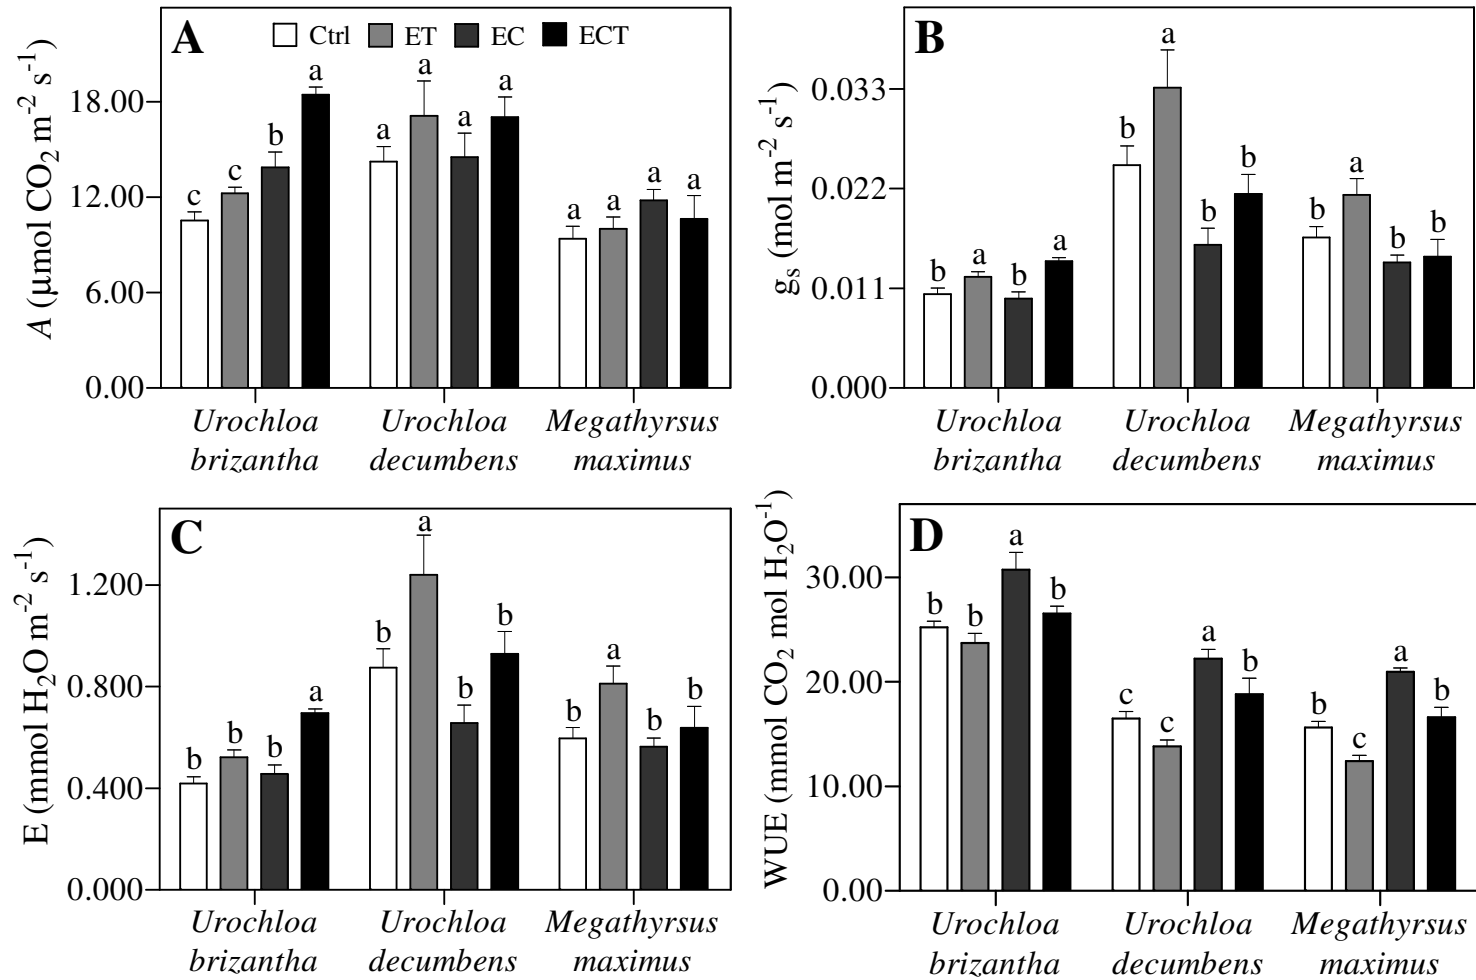 A
Ctrl ET EC ECT
A (µmol CO₂ m⁻² s⁻¹)
18.00
12.00
6.00
0.00
c c b a
a a a a
a a a a
Urochloa brizantha
Urochloa decumbens
Megathyrsus maximus
B
gₛ (mol m⁻² s⁻¹)
0.033
0.022
0.011
0.000
b a b a
b a b b
b a b b
Urochloa brizantha
Urochloa decumbens
Megathyrsus maximus
C
E (mmol H₂O m⁻² s⁻¹)
1.200
0.800
0.400
0.000
b b b a
b a b b
b a b b
Urochloa brizantha
Urochloa decumbens
Megathyrsus maximus
D
WUE (mmol CO₂ mol H₂O⁻¹)
30.00
20.00
10.00
0.00
b b a b
c c a b
b c a b
Urochloa brizantha
Urochloa decumbens
Megathyrsus maximus